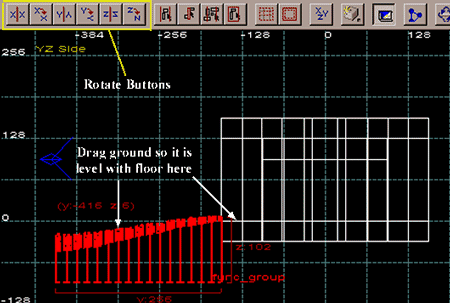 -384
-256
-128
0
128
YZ Side
256
Rotate Buttons
128
Drag ground so it is
level with floor here
(y:-416 z:6)
0
z:102
func_group
y:256
-128